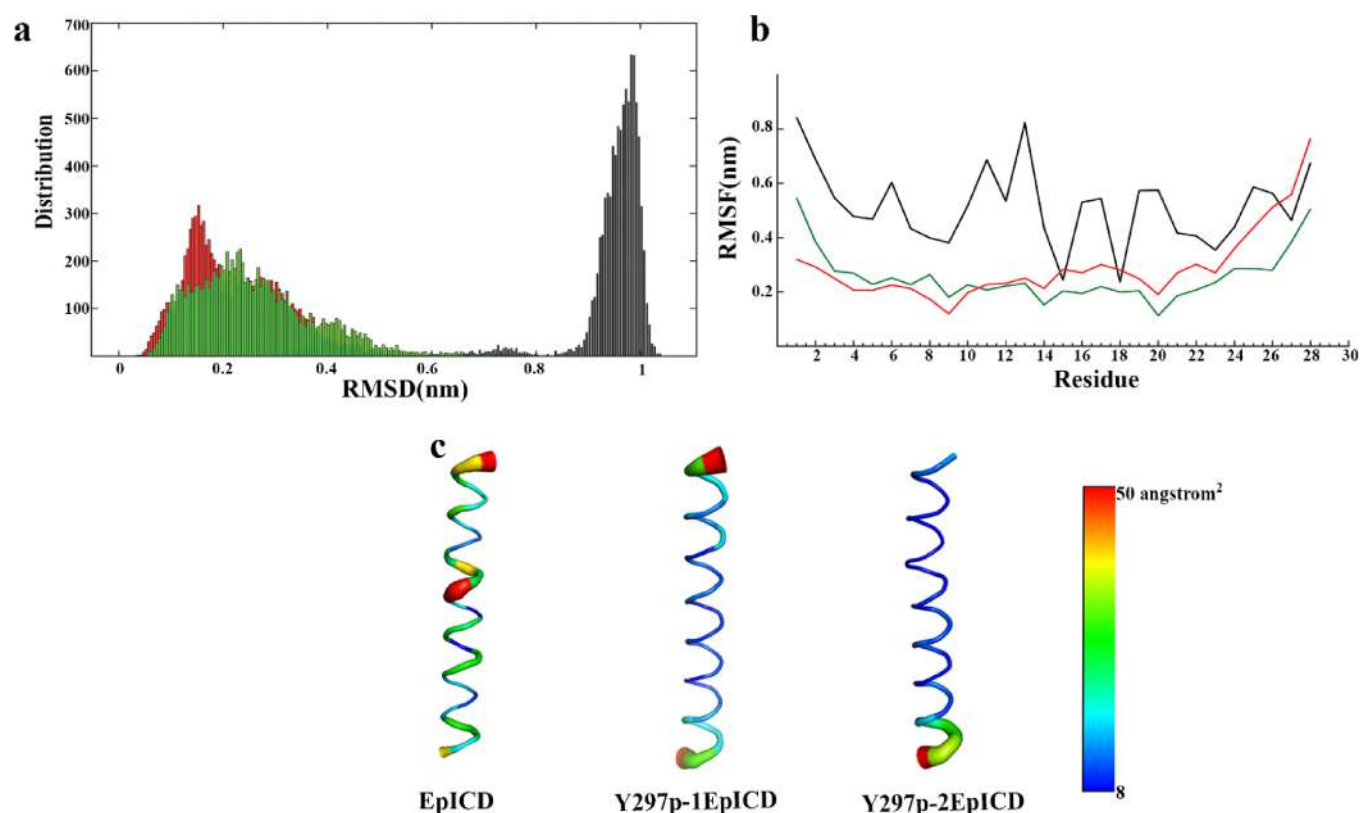 a
700
600
500
400
300
200
100
Distribution
0
0.2
0.4
0.6
0.8
1
RMSD(nm)
b
0.8
0.6
0.4
0.2
RMSF(nm)
2 4 6 8 10 12 14 16 18 20 22 24 26 28 30
Residue
c
50 angstrom²
8
EpICD
Y297p-1EpICD
Y297p-2EpICD